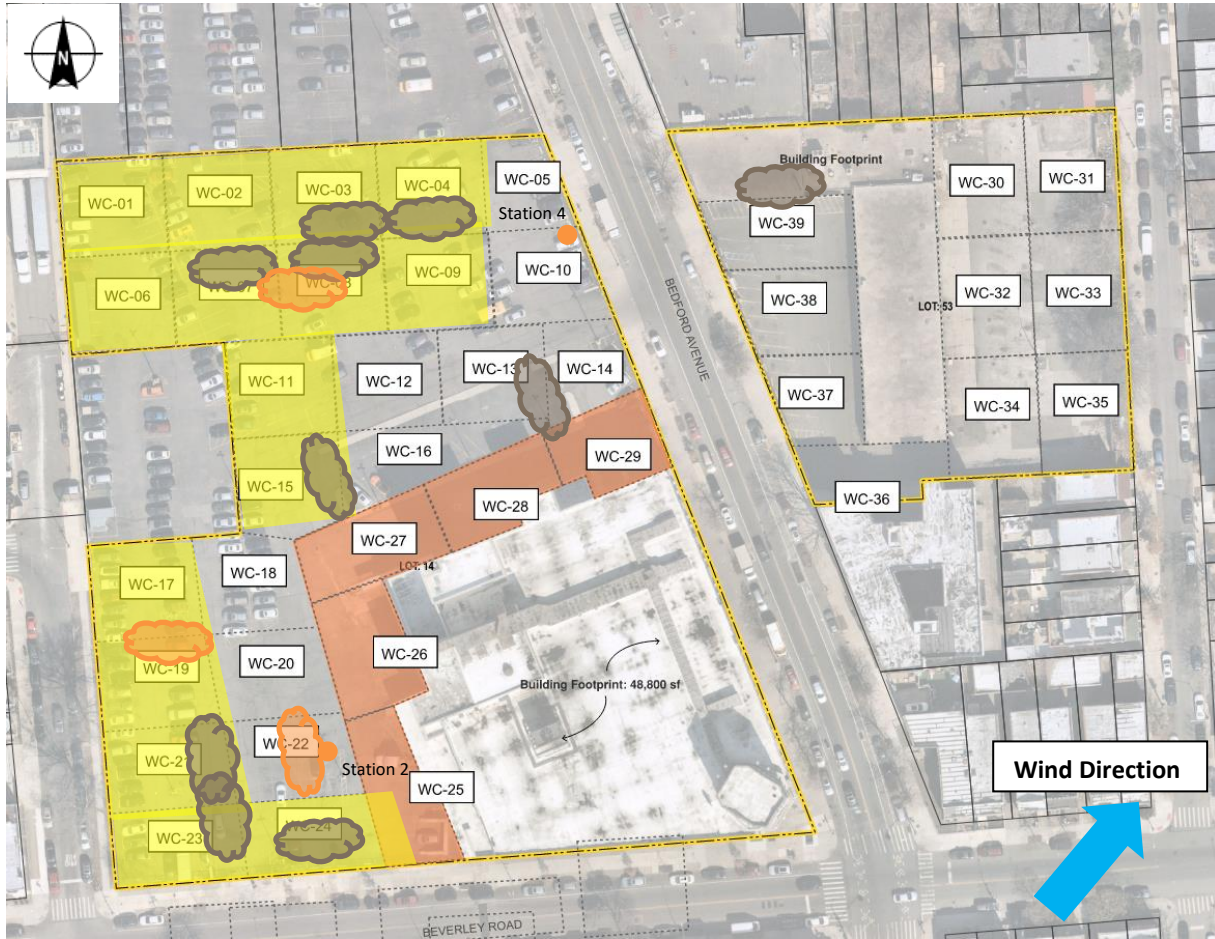 N
Building Footprint
WC-01
WC-02
WC-03
WC-04
WC-05
WC-30
WC-31
Station 4
WC-39
WC-06
WC-09
WC-10
WC-38
LOT: 53
WC-32
WC-33
BEDFORD AVENUE
WC-11
WC-12
WC-13
WC-14
WC-37
WC-34
WC-35
WC-15
WC-16
WC-29
WC-28
WC-36
WC-27
LOT: 14
WC-17
WC-18
WC-19
WC-20
WC-26
Building Footprint: 48,800 sf
WC-22
Station 2
WC-25
Wind Direction
WC-23
WC-24
BEVERLEY ROAD